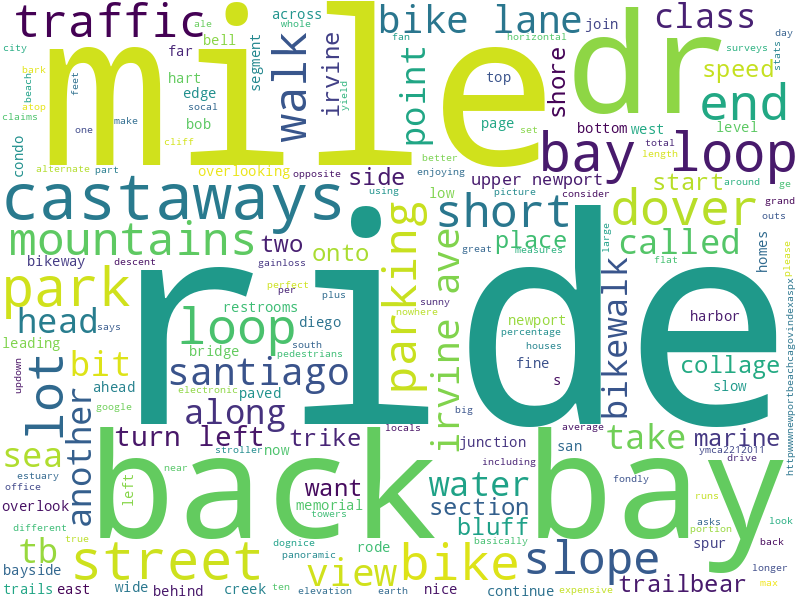 mile
ride
back bay
dr
traffic
city
ale
whole
across
bell
far
segment
bike lane
fan
horizontal
join
class
surveys
day
stats
bark
beach
feet
hart
edge
socal
bob
walk
irvine
point
top
shore
speed
end
claims
atop
one
make
yield
cliff
page
set
bottom
west
level
bay loop
total
length
condo
alternate
part
overlooking
opposite
side
better
enjoying
upper newport
picture
consider
start
around
ge
grand
castaways
using
low
short
dover
outs
mountains
two
onto
great
place
measures
large
called
flat
homes
please
bikeway
descent
gainloss
perfect
per
plus
sunny
nowhere
park
parking
irvine ave
bikewalk
harbor
head
says
restrooms
loop
diego
south
pedestrians
bridge
newport
percentage
houses
fine
s
collage
slow
httpwwwnewportbeachcagovindexaspx
leading
updown
lot
bit
ahead
google
santiago
electronic
paved
along
another
locals
big
average
turn left
trike
junction
san
take
marine
ymca2212011
drive
sea
estuary
office
near
stroller
now
including
want
water
section
bluff
fondly
overlook
left
memorial
towers
runs
portion
asks
spur
look
back
different
true
tb
dognice
panoramic
rode
basically
street
view
bike
slope
longer
bayside
trails
east
wide
behind
creek
ten
elevation
earth
nice
continue
expensive
trailbear
max